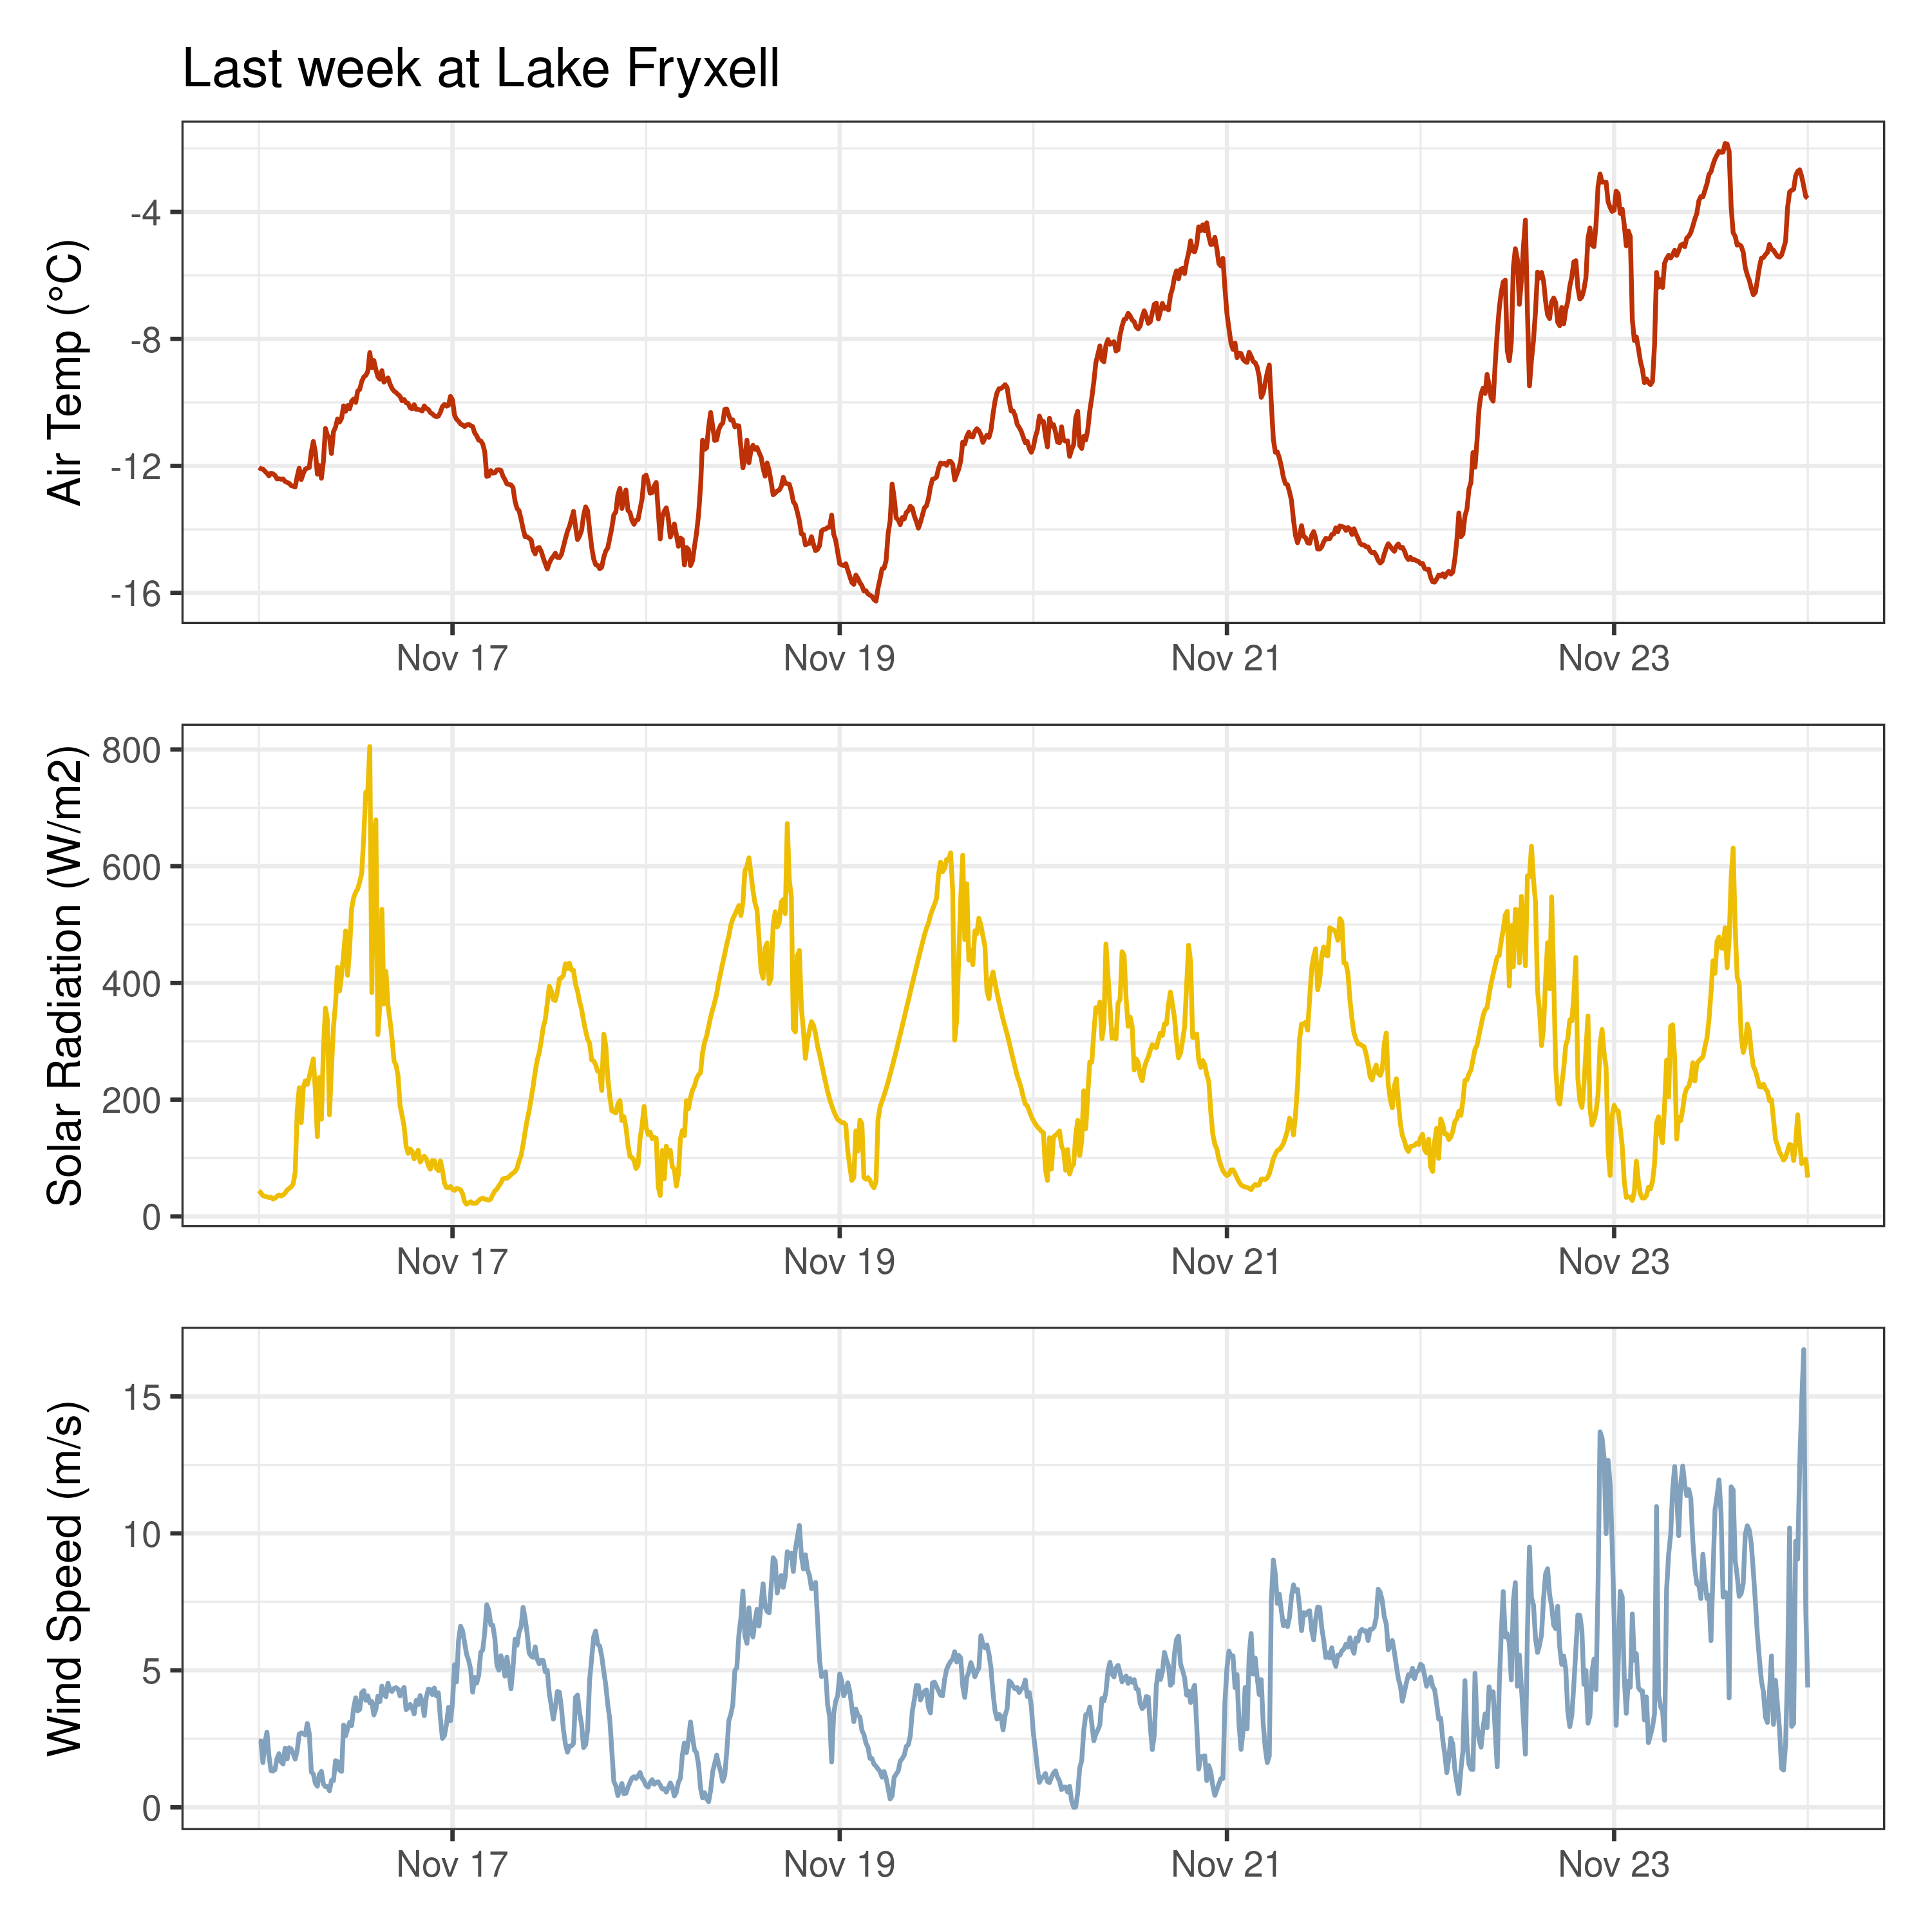 Last week at Lake Fryxell
Air Temp (°C)
-4
-8
-12
-16
Nov 17 Nov 19 Nov 21 Nov 23
Solar Radiation (W/m2)
800
600
400
200
0
Nov 17 Nov 19 Nov 21 Nov 23
Wind Speed (m/s)
15
10
5
0
Nov 17 Nov 19 Nov 21 Nov 23